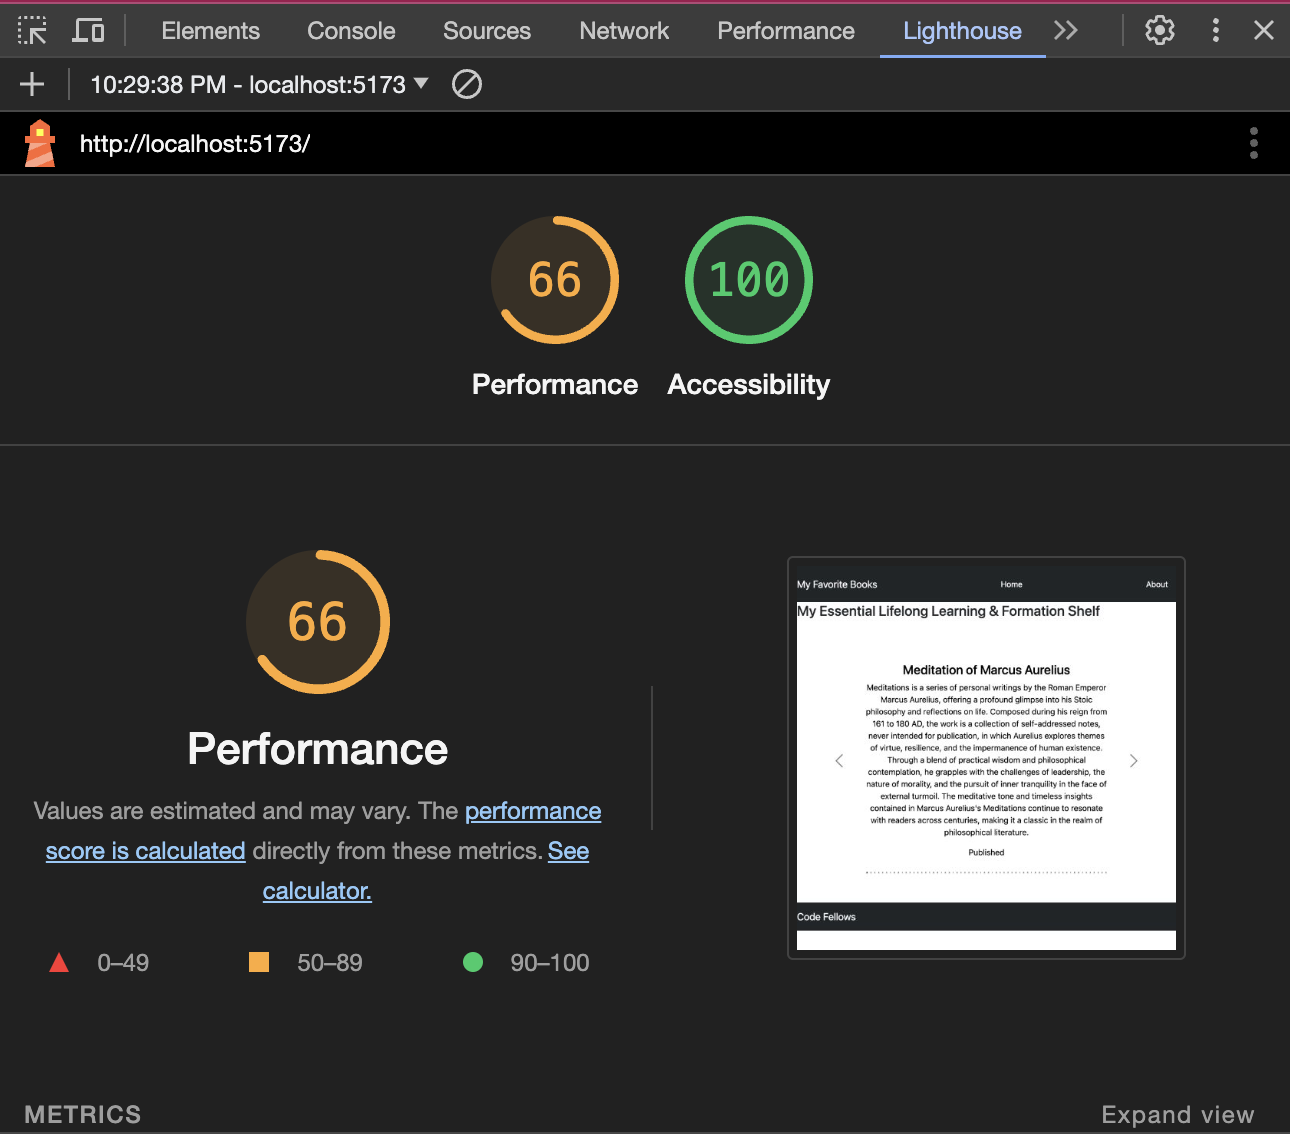 Elements Console Sources Network Performance Lighthouse
10:29:38 PM - localhost:5173
http://localhost:5173/
66 100
Performance Accessibility
66
Performance
Values are estimated and may vary. The performance
score is calculated directly from these metrics. See
calculator.
0–49 50–89 90–100
My Favorite Books Home About
My Essential Lifelong Learning & Formation Shelf
Meditation of Marcus Aurelius
Meditations is a series of personal writings by the Roman Emperor
Marcus Aurelius, offering a profound glimpse into his Stoic
philosophy and reflections on life. Composed during his reign from
161 to 180 AD, the work is a collection of self-addressed notes,
never intended for publication, in which Aurelius explores themes
of virtue, resilience, and the impermanence of human existence.
Through a blend of practical wisdom and philosophical
contemplation, he grapples with the challenges of leadership, the
nature of morality, and the pursuit of inner tranquility in the face of
external turmoil. The meditative tone and timeless insights
contained in Marcus Aurelius's Meditations continue to resonate
with readers across centuries, making it a classic in the realm of
philosophical literature.
Published
Code Fellows
METRICS Expand view